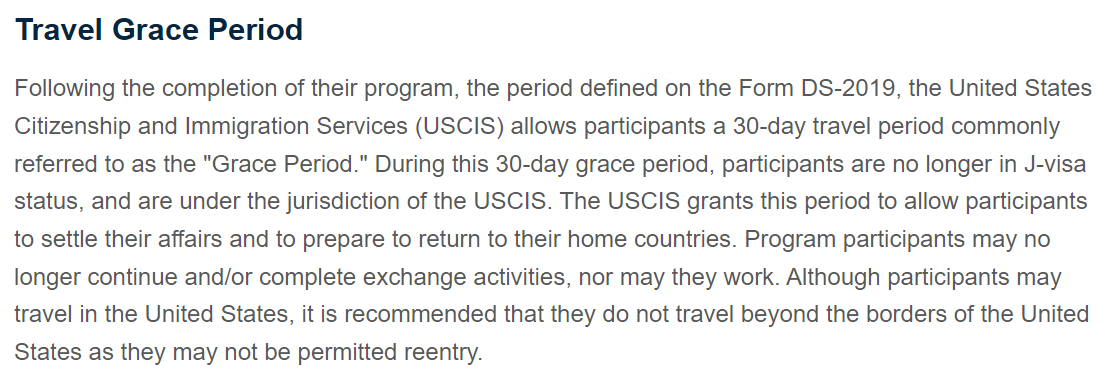 Travel Grace Period
Following the completion of their program, the period defined on the Form DS-2019, the United States
Citizenship and Immigration Services (USCIS) allows participants a 30-day travel period commonly
referred to as the "Grace Period." During this 30-day grace period, participants are no longer in J-visa
status, and are under the jurisdiction of the USCIS. The USCIS grants this period to allow participants
to settle their affairs and to prepare to return to their home countries. Program participants may no
longer continue and/or complete exchange activities, nor may they work. Although participants may
travel in the United States, it is recommended that they do not travel beyond the borders of the United
States as they may not be permitted reentry.